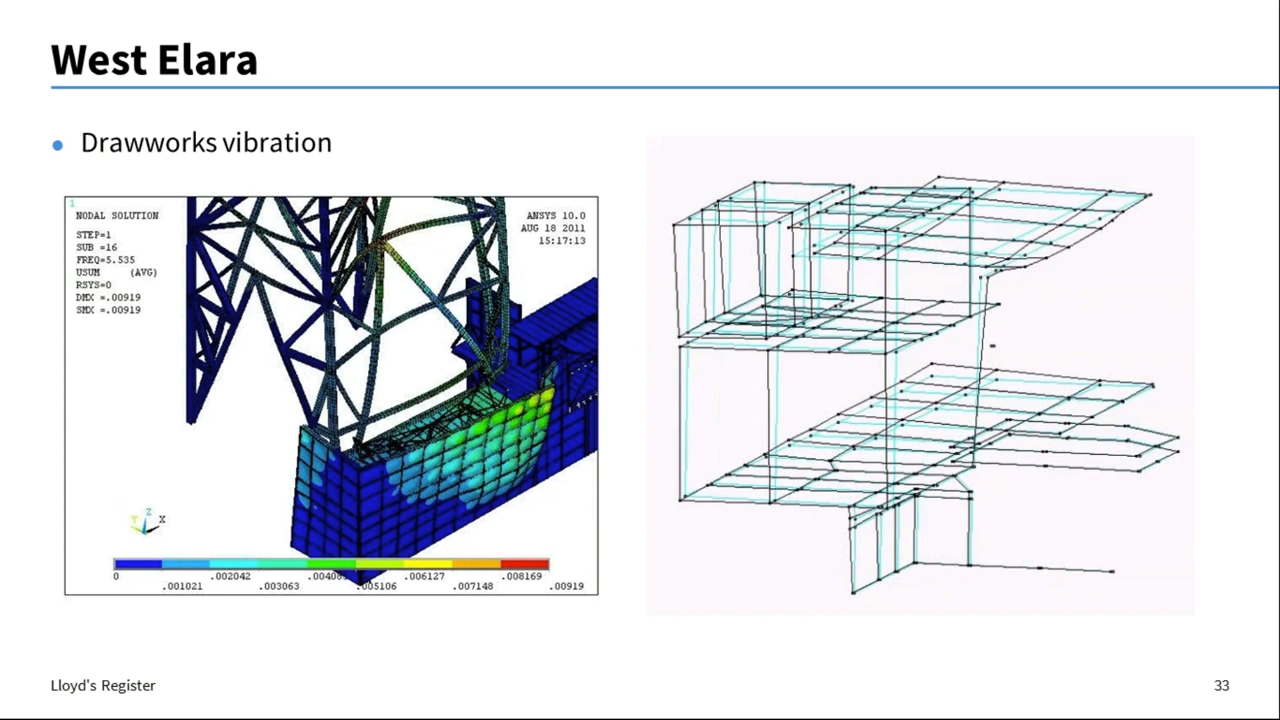 West Elara
Drawworks vibration
1
NODAL SOLUTION
STEP=1
SUB =16
FREQ=5.535
USUM (AVG)
RSYS=0
DMX =.00919
SMX =.00919
ANSYS 10.0
AUG 18 2011
15:17:13
Z
Y
X
0
.001021
.002042
.003063
.005106
.006127
.007148
.008169
.00919
Lloyd's Register
33